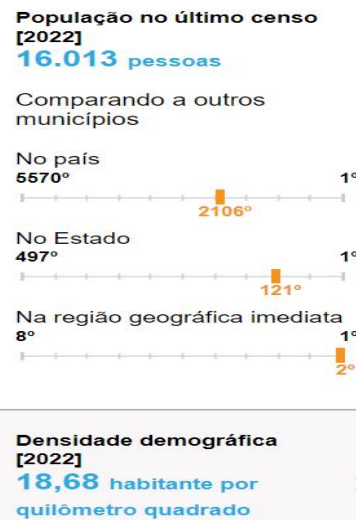 População no último censo
[2022]
16.013 pessoas
Comparando a outros
municípios
No país
5570º 1º
2106º
No Estado
497º 1º
121º
Na região geográfica imediata
8º 1º
2º
Densidade demográfica
[2022]
18,68 habitante por
quilômetro quadrado